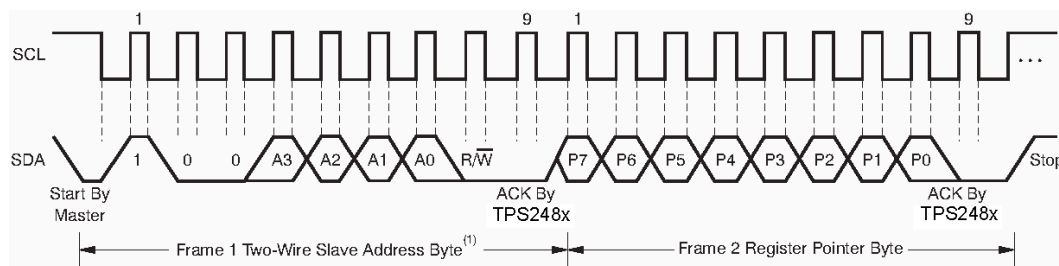 1 9 1 9
SCL ...
SDA 1 0 0 A3 A2 A1 A0 R/W̅ P7 P6 P5 P4 P3 P2 P1 P0 Stop
Start By ACK By ACK By
Master TPS248x TPS248x
Frame 1 Two-Wire Slave Address Byte(1) Frame 2 Register Pointer Byte